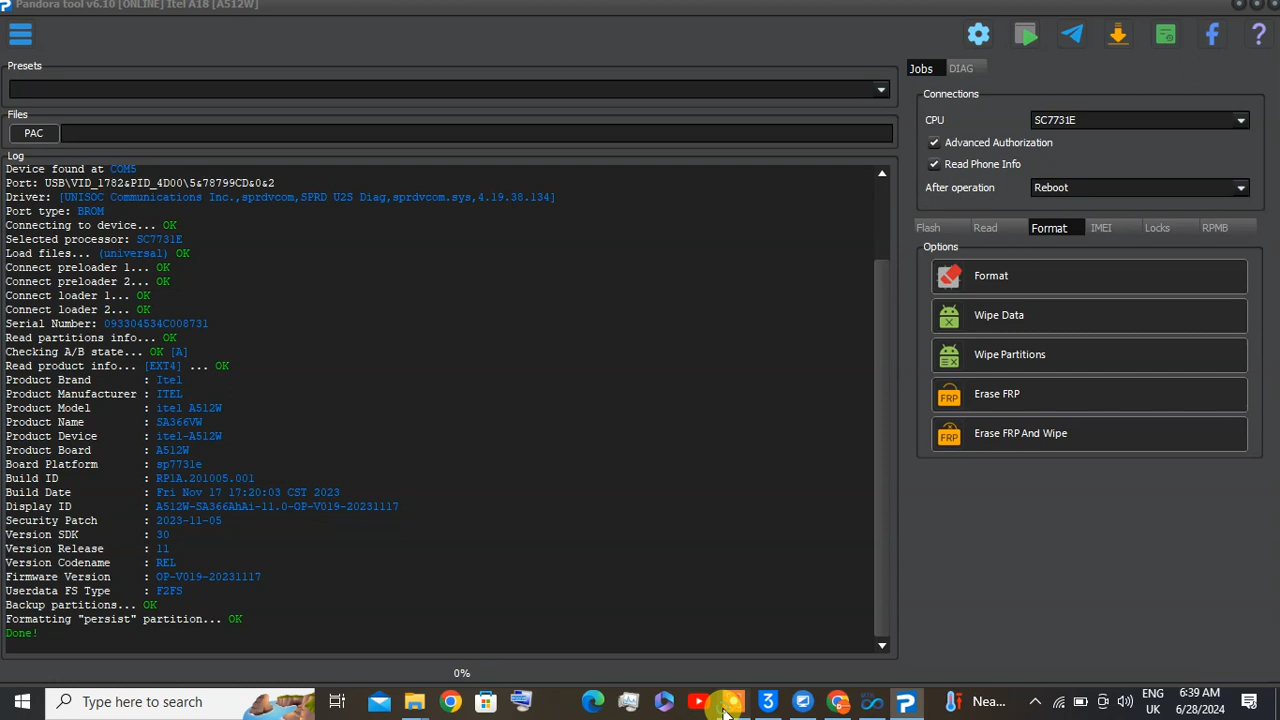 Pandora tool v6.10 [ONLINE] Itel A18 [A512W]
Presets
Files
PAC
Log
Device found at COM5
Port: USB\VID_1782&PID_4D00\5&78799CD&0&2
Driver: [UNISOC Communications Inc.,sprdvcom,SPRD U2S Diag,sprdvcom.sys,4.19.38.134]
Port type: BROM
Connecting to device... OK
Selected processor: SC7731E
Load files... (universal) OK
Connect preloader 1... OK
Connect preloader 2... OK
Connect loader 1... OK
Connect loader 2... OK
Serial Number: 093304534C008731
Read partitions info... OK
Checking A/B state... OK [A]
Read product info... [EXT4] ... OK
Product Brand : Itel
Product Manufacturer : ITEL
Product Model : itel A512W
Product Name : SA366VW
Product Device : itel-A512W
Product Board : A512W
Board Platform : sp7731e
Build ID : RP1A.201005.001
Build Date : Fri Nov 17 17:20:03 CST 2023
Display ID : A512W-SA366AhAi-11.0-OP-V019-20231117
Security Patch : 2023-11-05
Version SDK : 30
Version Release : 11
Version Codename : REL
Firmware Version : OP-V019-20231117
Userdata FS Type : F2FS
Backup partitions... OK
Formatting "persist" partition... OK
Done!
0%
Jobs DIAG
Connections
CPU SC7731E
Advanced Authorization
Read Phone Info
After operation Reboot
Flash Read Format IMEI Locks RPMB
Options
Format
Wipe Data
Wipe Partitions
FRP Erase FRP
FRP Erase FRP And Wipe
Type here to search
Nea...
ENG
UK
6:39 AM
6/28/2024